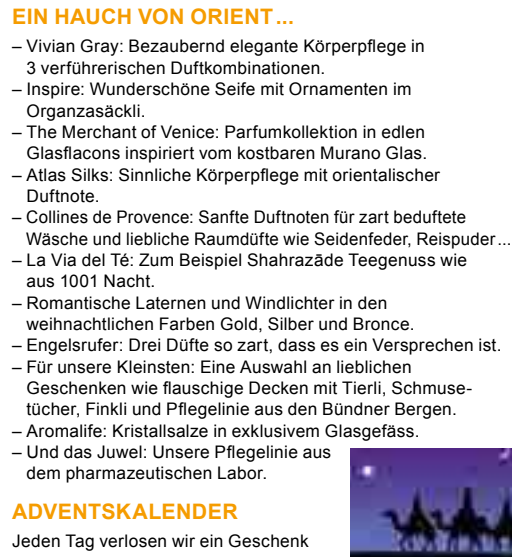 EIN HAUCH VON ORIENT ...
– Vivian Gray: Bezaubernd elegante Körperpflege in
3 verführerischen Duftkombinationen.
– Inspire: Wunderschöne Seife mit Ornamenten im
Organzasäckli.
– The Merchant of Venice: Parfumkollektion in edlen
Glasflacons inspiriert vom kostbaren Murano Glas.
– Atlas Silks: Sinnliche Körperpflege mit orientalischer
Duftnote.
– Collines de Provence: Sanfte Duftnoten für zart beduftete
Wäsche und liebliche Raumdüfte wie Seidenfeder, Reispuder ...
– La Via del Té: Zum Beispiel Shahrazāde Teegenuss wie
aus 1001 Nacht.
– Romantische Laternen und Windlichter in den
weihnachtlichen Farben Gold, Silber und Bronce.
– Engelsrufer: Drei Düfte so zart, dass es ein Versprechen ist.
– Für unsere Kleinsten: Eine Auswahl an lieblichen
Geschenken wie flauschige Decken mit Tierli, Schmuse-
tücher, Finkli und Pflegelinie aus den Bündner Bergen.
– Aromalife: Kristallsalze in exklusivem Glasgefäss.
– Und das Juwel: Unsere Pflegelinie aus
dem pharmazeutischen Labor.
ADVENTSKALENDER
Jeden Tag verlosen wir ein Geschenk